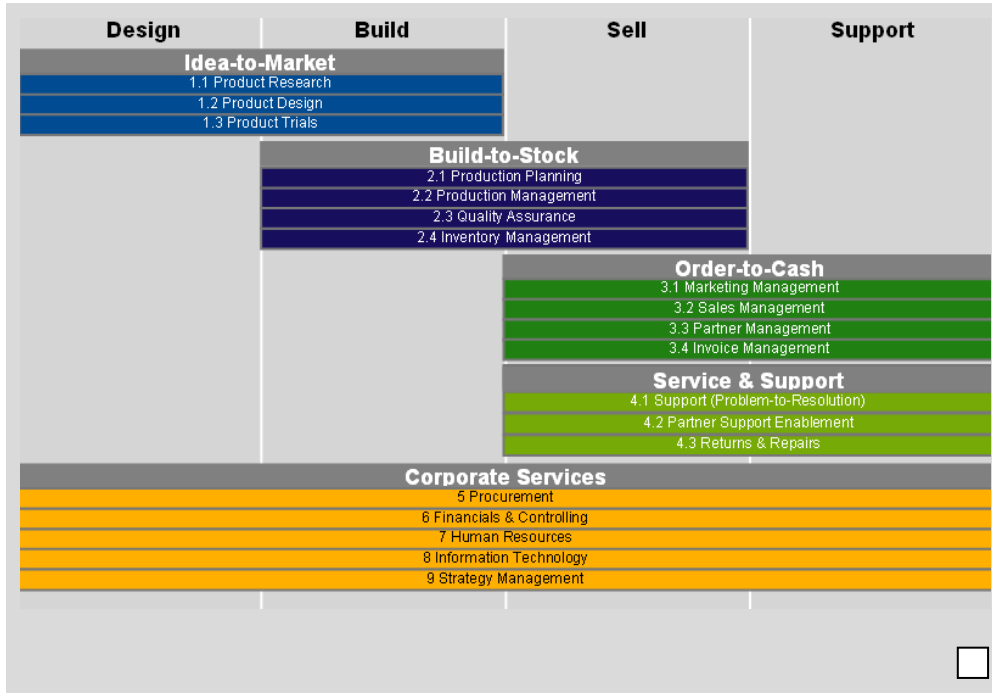 Design Build Sell Support
Idea-to-Market
1.1 Product Research
1.2 Product Design
1.3 Product Trials
Build-to-Stock
2.1 Production Planning
2.2 Production Management
2.3 Quality Assurance
2.4 Inventory Management
Order-to-Cash
3.1 Marketing Management
3.2 Sales Management
3.3 Partner Management
3.4 Invoice Management
Service & Support
4.1 Support (Problem-to-Resolution)
4.2 Partner Support Enablement
4.3 Returns & Repairs
Corporate Services
5 Procurement
6 Financials & Controlling
7 Human Resources
8 Information Technology
9 Strategy Management